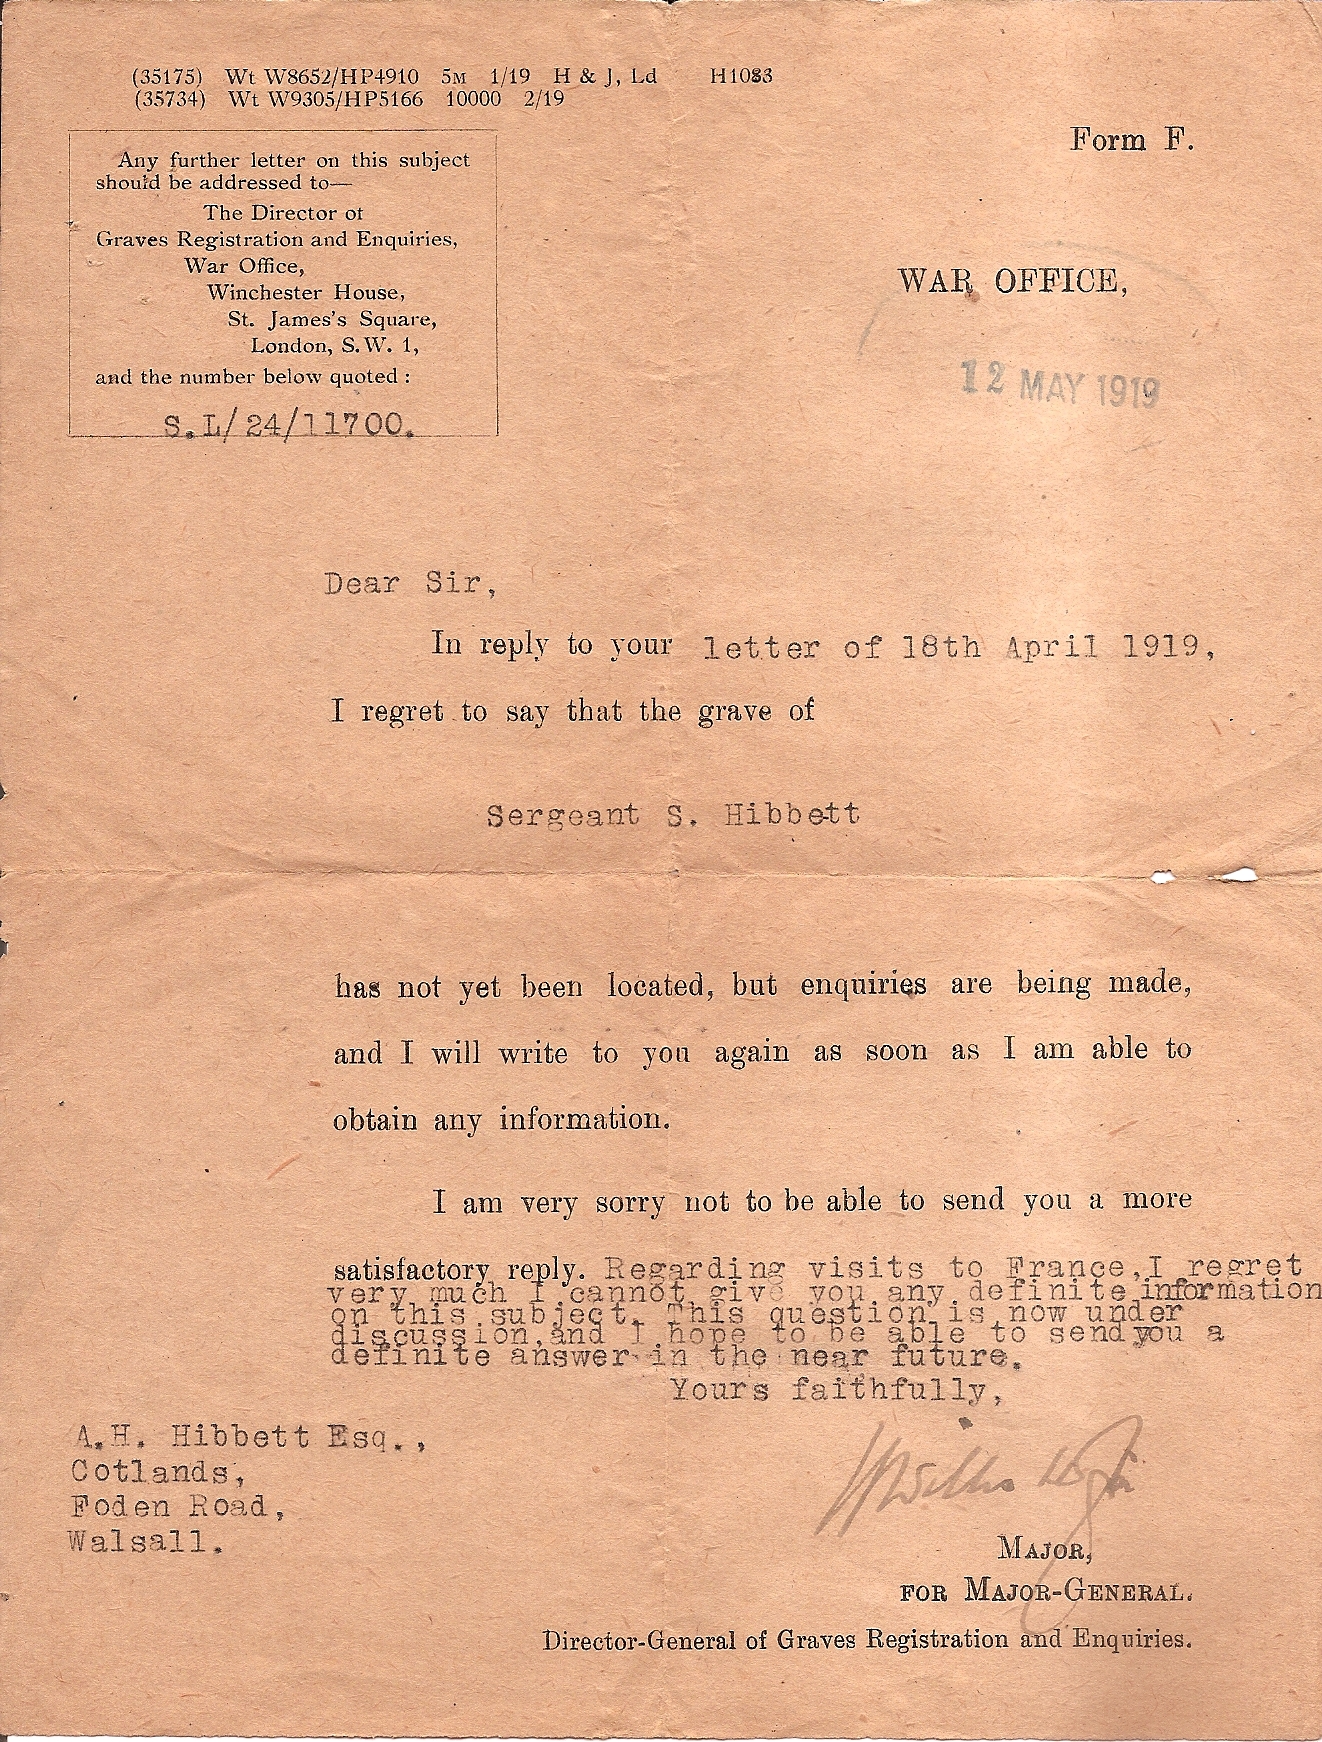 (35175) Wt W8652/HP4910 5M 1/19 H & J, Ld H1083
(35734) Wt W9305/HP5166 10000 2/19
Form F.
Any further letter on this subject
should be addressed to—
The Director of
Graves Registration and Enquiries,
War Office,
Winchester House,
St. James's Square,
London, S.W. 1,
and the number below quoted :
S.L/24/11700.
WAR OFFICE,
12 MAY 1919
Dear Sir,
In reply to your letter of 18th April 1919,
I regret to say that the grave of
Sergeant S. Hibbett
has not yet been located, but enquiries are being made,
and I will write to you again as soon as I am able to
obtain any information.
I am very sorry not to be able to send you a more
satisfactory reply. Regarding visits to France,I regret
very much I cannot give you any definite information
on this subject. This question is now under
discussion,and I hope to be able to send you a
definite answer in the near future.
Yours faithfully,
A.H. Hibbett Esq.,
Cotlands,
Foden Road,
Walsall.
MAJOR,
FOR MAJOR-GENERAL.
Director-General of Graves Registration and Enquiries.